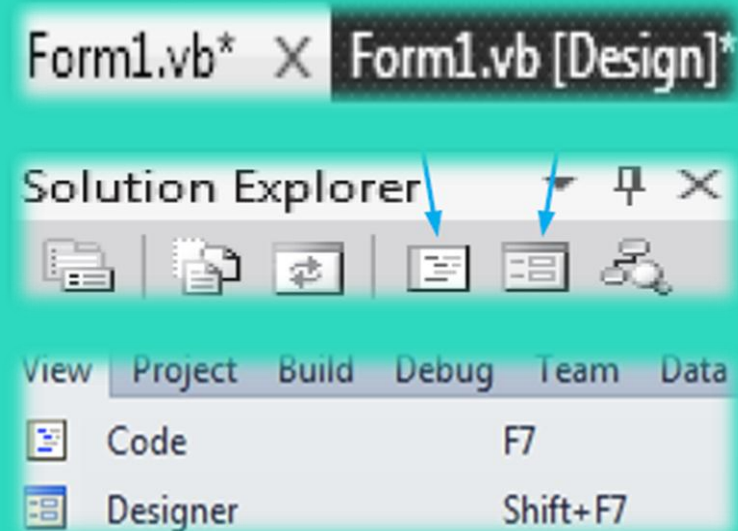 Form1.vb* X Form1.vb [Design]*
Solution Explorer
View Project Build Debug Team Data
Code F7
Designer Shift+F7